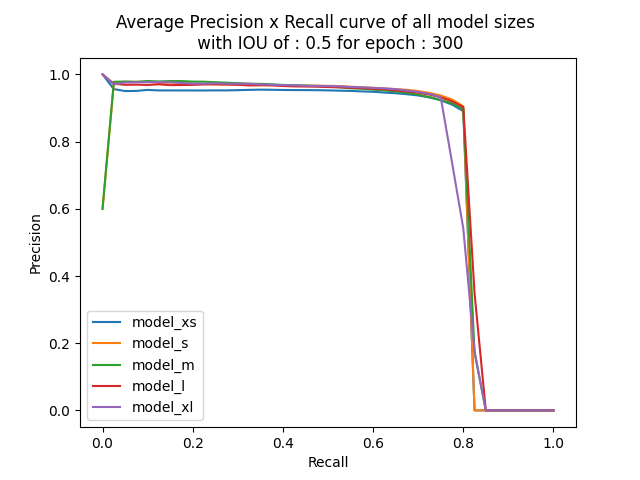 Average Precision x Recall curve of all model sizes
with IOU of : 0.5 for epoch : 300
1.0
0.8
0.6
0.4
0.2
0.0
Precision
model_xs
model_s
model_m
model_l
model_xl
0.0 0.2 0.4 0.6 0.8 1.0
Recall